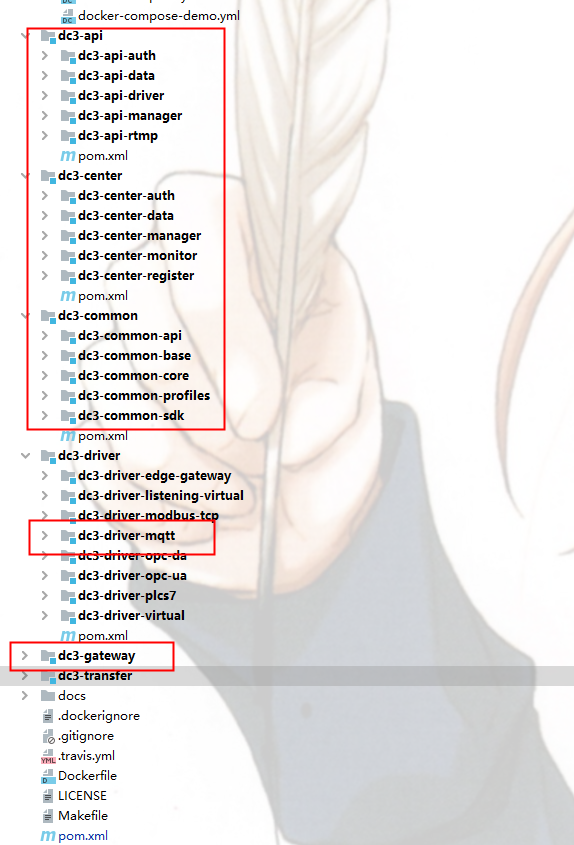 docker-compose-demo.yml
dc3-api
dc3-api-auth
dc3-api-data
dc3-api-driver
dc3-api-manager
dc3-api-rtmp
pom.xml
dc3-center
dc3-center-auth
dc3-center-data
dc3-center-manager
dc3-center-monitor
dc3-center-register
pom.xml
dc3-common
dc3-common-api
dc3-common-base
dc3-common-core
dc3-common-profiles
dc3-common-sdk
pom.xml
dc3-driver
dc3-driver-edge-gateway
dc3-driver-listening-virtual
dc3-driver-modbus-tcp
dc3-driver-mqtt
dc3-driver-opc-da
dc3-driver-opc-ua
dc3-driver-plcs7
dc3-driver-virtual
pom.xml
dc3-gateway
dc3-transfer
docs
.dockerignore
.gitignore
.travis.yml
Dockerfile
LICENSE
Makefile
pom.xml